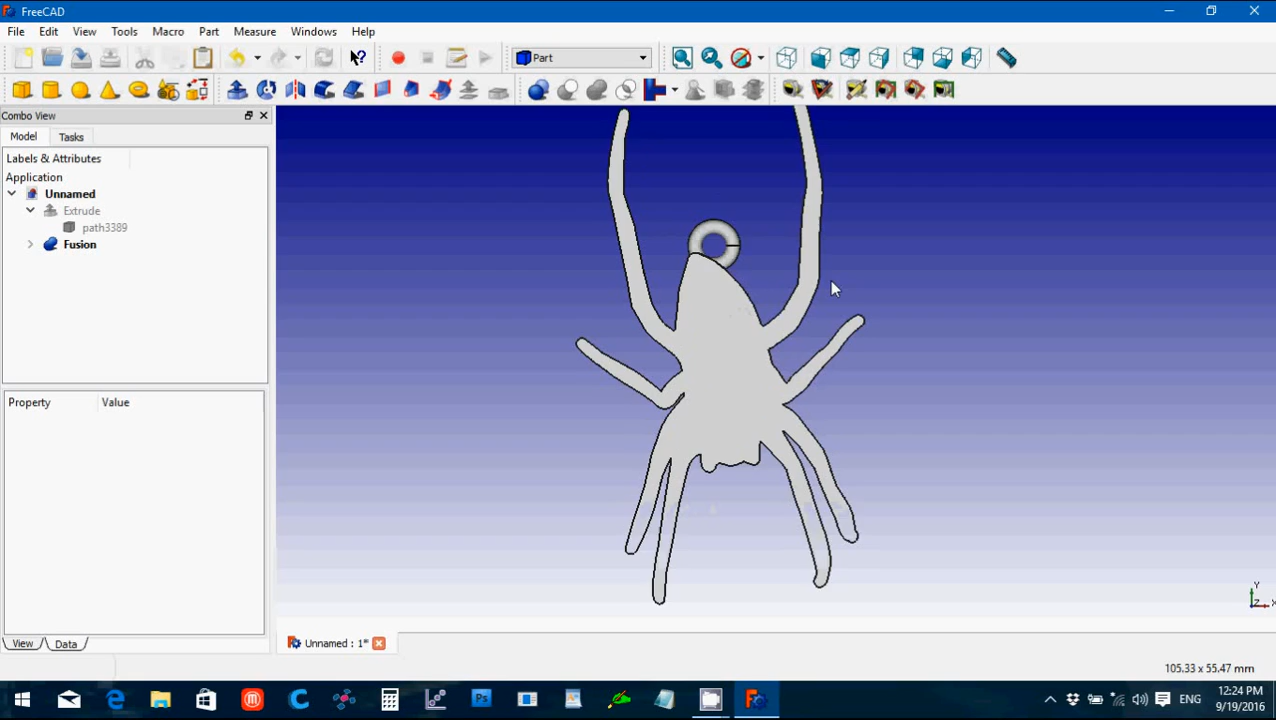 FreeCAD
File Edit View Tools Macro Part Measure Windows Help
Part
Combo View
Model Tasks
Labels & Attributes
Application
Unnamed
Extrude
path3389
Fusion
Property Value
View Data
Unnamed : 1*
Y
Z
X
105.33 x 55.47 mm
ENG
12:24 PM
9/19/2016